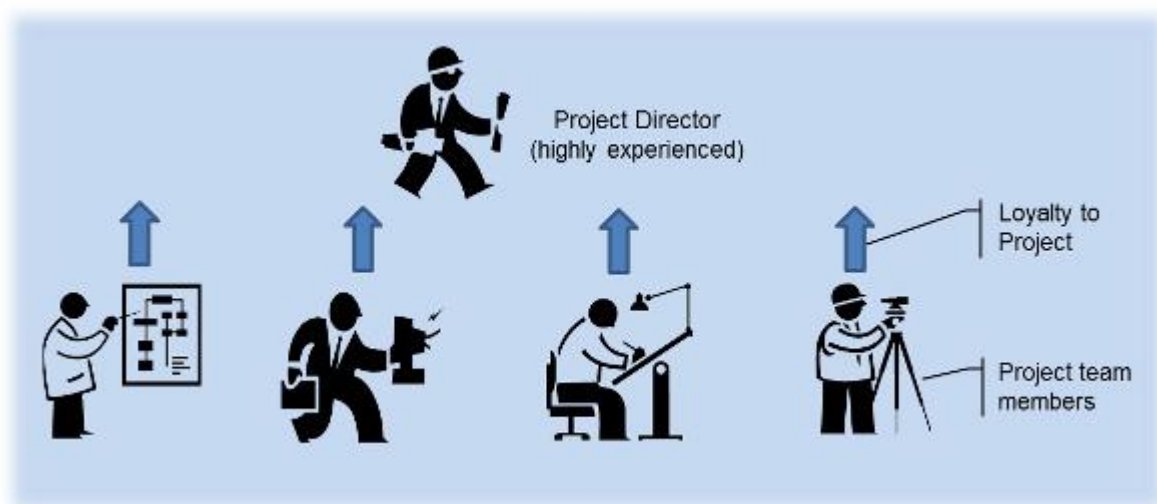 Project Director
(highly experienced)
Loyalty to
Project
Project team
members